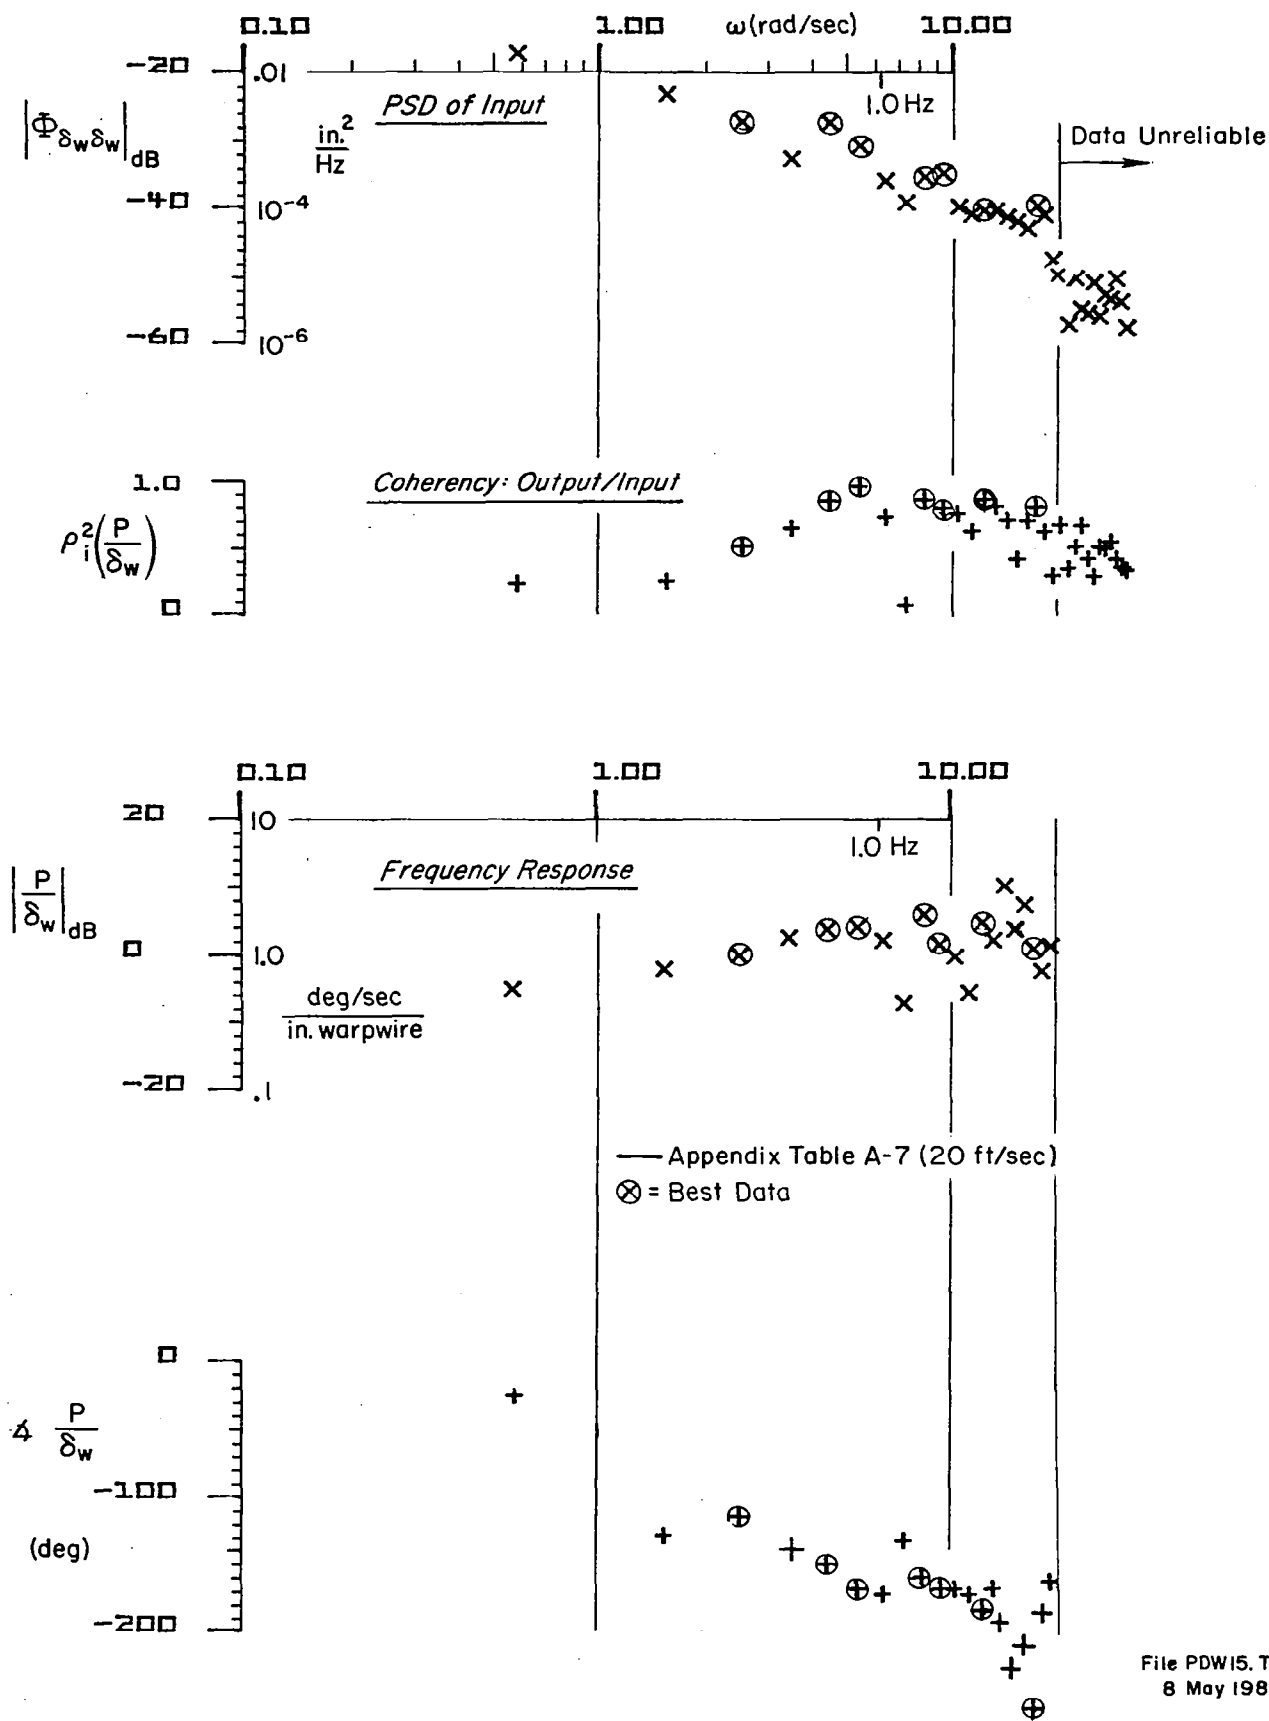 0.10 1.00 ω(rad/sec) 10.00
-20 .01
PSD of Input
1.0 Hz
|Φδwδw|dB
in.²/Hz
Data Unreliable
-40 10⁻⁴
-60 10⁻⁶
1.0
Coherency: Output/Input
ρi²(P/δw)
0
0.10 1.00 10.00
20 10
1.0 Hz
Frequency Response
|P/δw|dB
0 1.0
deg/sec
in. warpwire
-20 .1
— Appendix Table A-7 (20 ft/sec)
⊗ = Best Data
0
∡ P/δw
-100
(deg)
-200
File PDW15. T
8 May 198